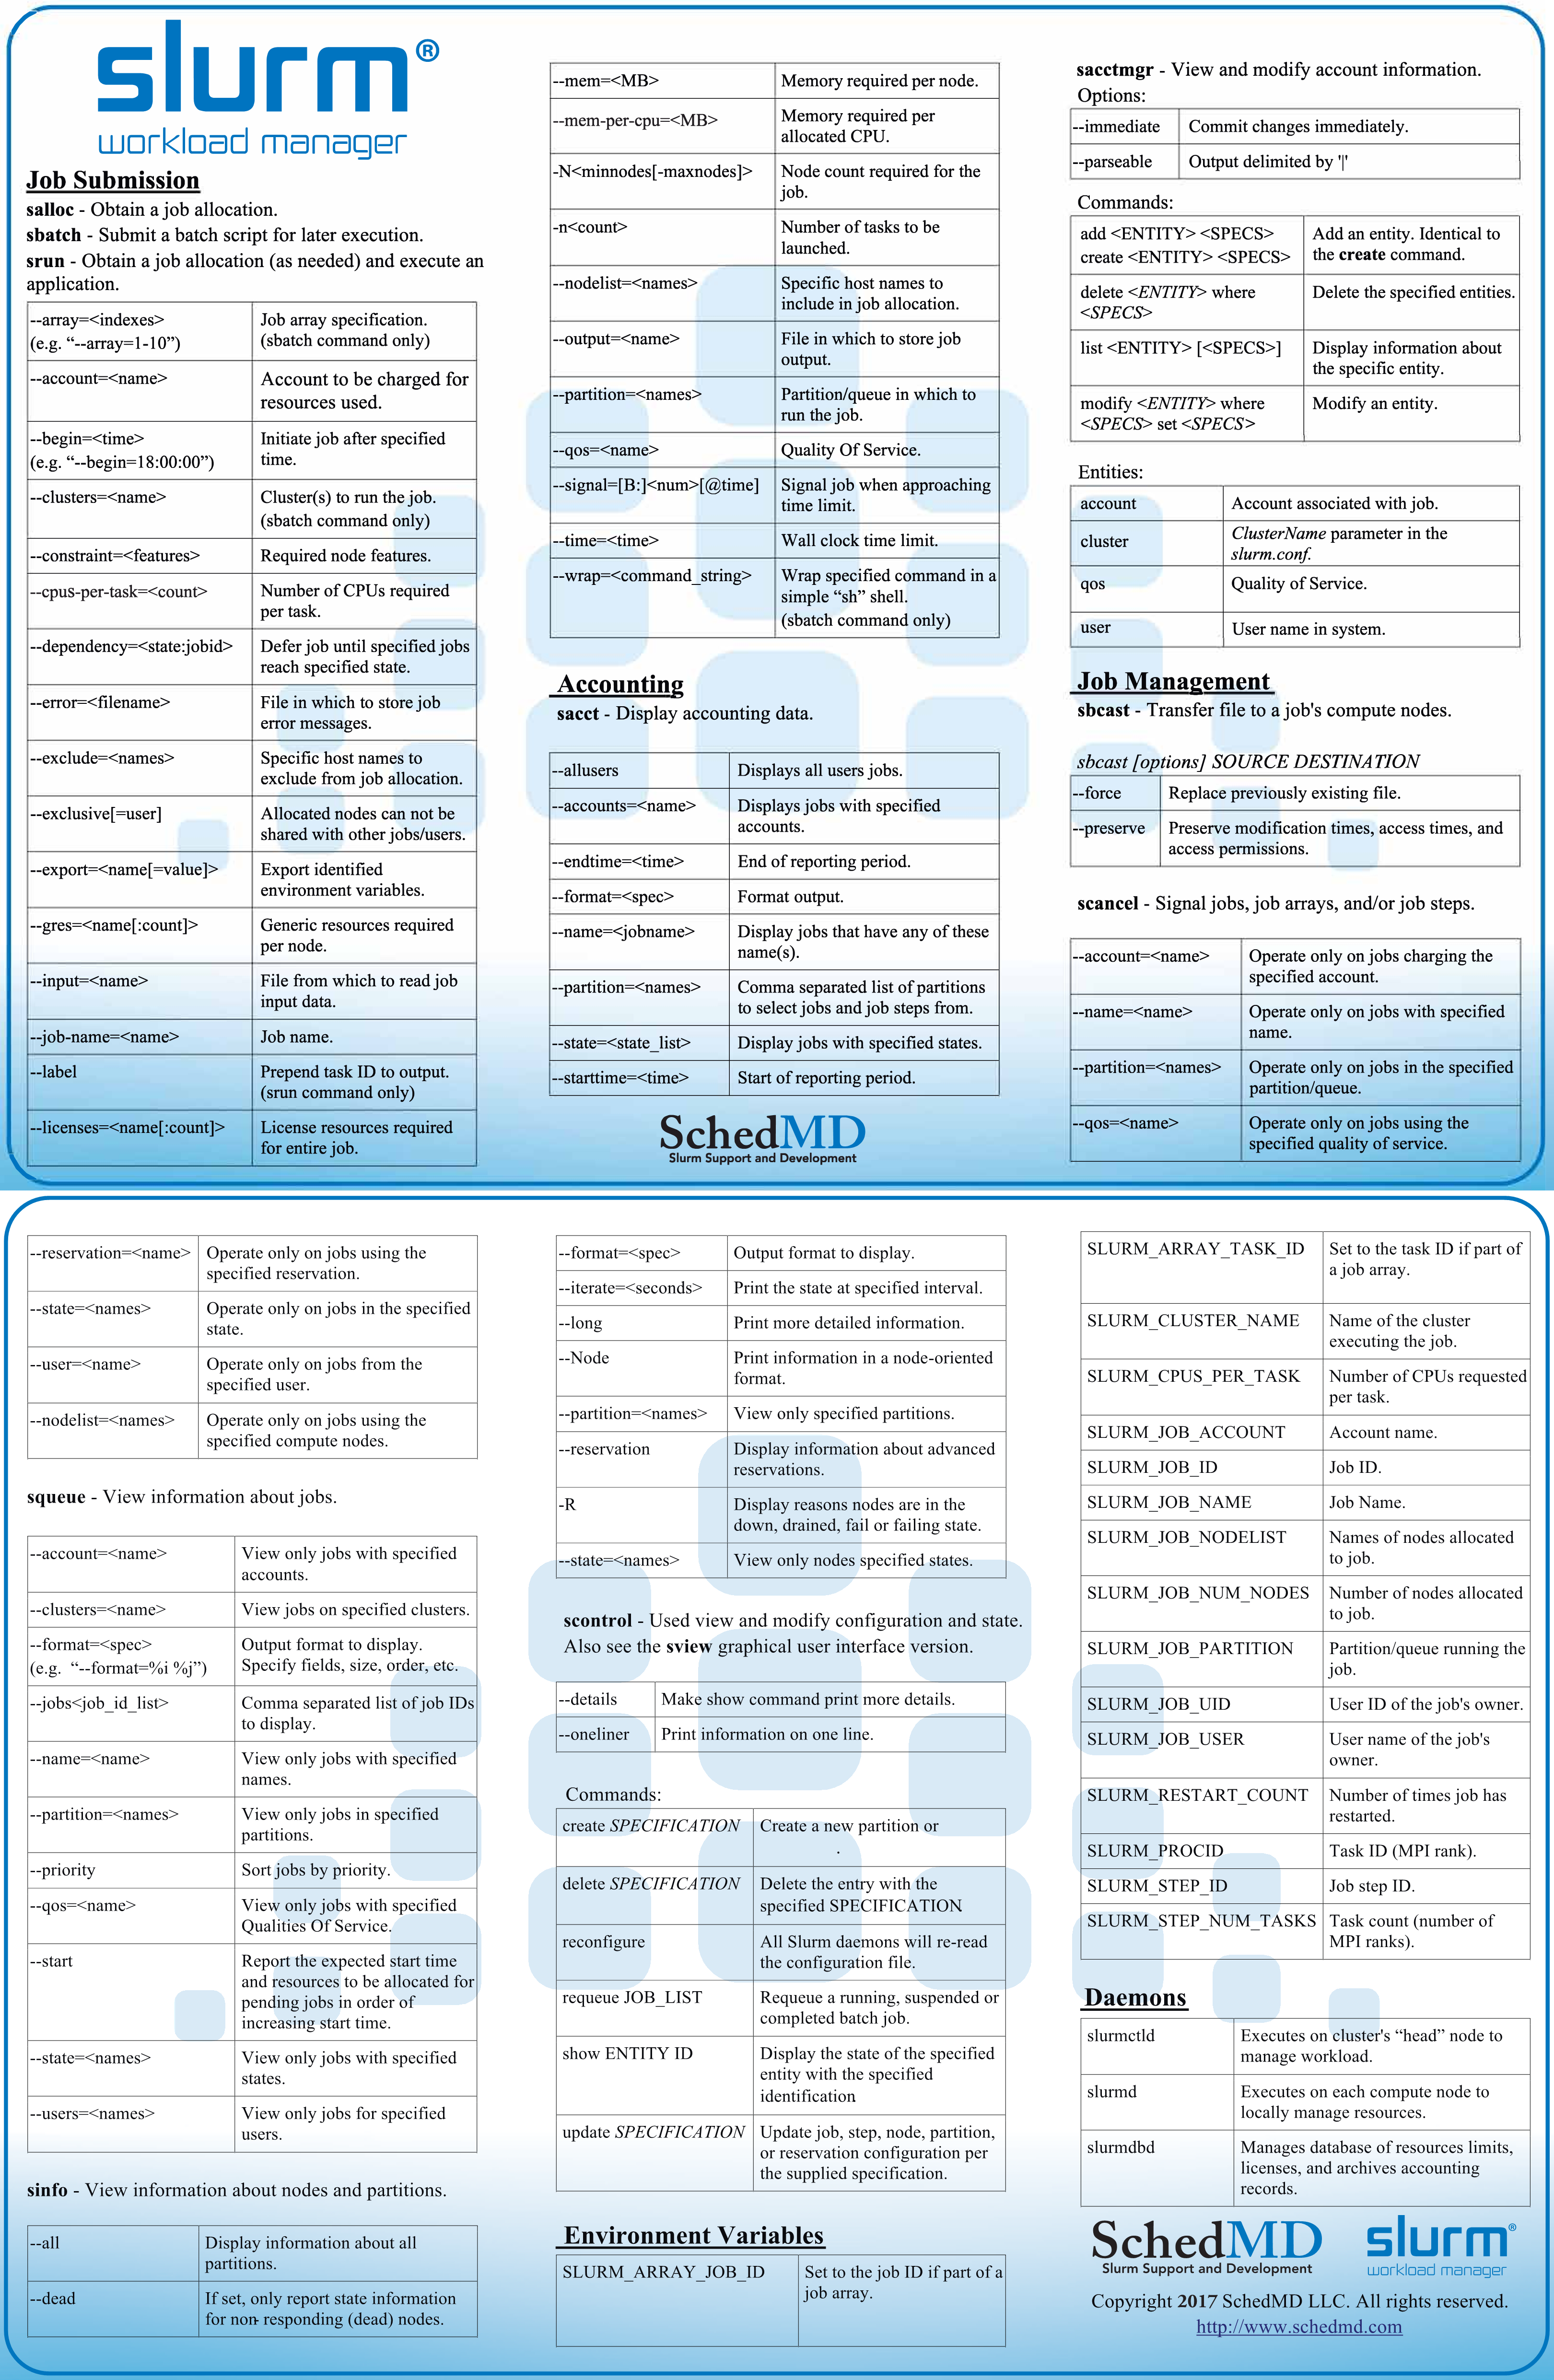 slurm®
workload manager
Job Submission
salloc - Obtain a job allocation.
sbatch - Submit a batch script for later execution.
srun - Obtain a job allocation (as needed) and execute an
application.
--array=<indexes> Job array specification.
(e.g. “--array=1-10”) (sbatch command only)
--account=<name> Account to be charged for
resources used.
--begin=<time> Initiate job after specified
(e.g. “--begin=18:00:00”) time.
--clusters=<name> Cluster(s) to run the job.
(sbatch command only)
--constraint=<features> Required node features.
--cpus-per-task=<count> Number of CPUs required
per task.
--dependency=<state:jobid> Defer job until specified jobs
reach specified state.
--error=<filename> File in which to store job
error messages.
--exclude=<names> Specific host names to
exclude from job allocation.
--exclusive[=user] Allocated nodes can not be
shared with other jobs/users.
--export=<name[=value]> Export identified
environment variables.
--gres=<name[:count]> Generic resources required
per node.
--input=<name> File from which to read job
input data.
--job-name=<name> Job name.
--label Prepend task ID to output.
(srun command only)
--licenses=<name[:count]> License resources required
for entire job.
--mem=<MB> Memory required per node.
--mem-per-cpu=<MB> Memory required per
allocated CPU.
-N<minnodes[-maxnodes]> Node count required for the
job.
-n<count> Number of tasks to be
launched.
--nodelist=<names> Specific host names to
include in job allocation.
--output=<name> File in which to store job
output.
--partition=<names> Partition/queue in which to
run the job.
--qos=<name> Quality Of Service.
--signal=[B:]<num>[@time] Signal job when approaching
time limit.
--time=<time> Wall clock time limit.
--wrap=<command_string> Wrap specified command in a
simple “sh” shell.
(sbatch command only)
Accounting
sacct - Display accounting data.
--allusers Displays all users jobs.
--accounts=<name> Displays jobs with specified
accounts.
--endtime=<time> End of reporting period.
--format=<spec> Format output.
--name=<jobname> Display jobs that have any of these
name(s).
--partition=<names> Comma separated list of partitions
to select jobs and job steps from.
--state=<state_list> Display jobs with specified states.
--starttime=<time> Start of reporting period.
SchedMD
Slurm Support and Development
sacctmgr - View and modify account information.
Options:
--immediate Commit changes immediately.
--parseable Output delimited by '|'
Commands:
add <ENTITY> <SPECS> Add an entity. Identical to
create <ENTITY> <SPECS> the create command.
delete <ENTITY> where Delete the specified entities.
<SPECS>
list <ENTITY> [<SPECS>] Display information about
the specific entity.
modify <ENTITY> where Modify an entity.
<SPECS> set <SPECS>
Entities:
account Account associated with job.
cluster ClusterName parameter in the
slurm.conf.
qos Quality of Service.
user User name in system.
Job Management
sbcast - Transfer file to a job's compute nodes.
sbcast [options] SOURCE DESTINATION
--force Replace previously existing file.
--preserve Preserve modification times, access times, and
access permissions.
scancel - Signal jobs, job arrays, and/or job steps.
--account=<name> Operate only on jobs charging the
specified account.
--name=<name> Operate only on jobs with specified
name.
--partition=<names> Operate only on jobs in the specified
partition/queue.
--qos=<name> Operate only on jobs using the
specified quality of service.
--reservation=<name> Operate only on jobs using the
specified reservation.
--state=<names> Operate only on jobs in the specified
state.
--user=<name> Operate only on jobs from the
specified user.
--nodelist=<names> Operate only on jobs using the
specified compute nodes.
squeue - View information about jobs.
--account=<name> View only jobs with specified
accounts.
--clusters=<name> View jobs on specified clusters.
--format=<spec> Output format to display.
(e.g. “--format=%i %j”) Specify fields, size, order, etc.
--jobs<job_id_list> Comma separated list of job IDs
to display.
--name=<name> View only jobs with specified
names.
--partition=<names> View only jobs in specified
partitions.
--priority Sort jobs by priority.
--qos=<name> View only jobs with specified
Qualities Of Service.
--start Report the expected start time
and resources to be allocated for
pending jobs in order of
increasing start time.
--state=<names> View only jobs with specified
states.
--users=<names> View only jobs for specified
users.
sinfo - View information about nodes and partitions.
--all Display information about all
partitions.
--dead If set, only report state information
for non- responding (dead) nodes.
--format=<spec> Output format to display.
--iterate=<seconds> Print the state at specified interval.
--long Print more detailed information.
--Node Print information in a node-oriented
format.
--partition=<names> View only specified partitions.
--reservation Display information about advanced
reservations.
-R Display reasons nodes are in the
down, drained, fail or failing state.
--state=<names> View only nodes specified states.
scontrol - Used view and modify configuration and state.
Also see the sview graphical user interface version.
--details Make show command print more details.
--oneliner Print information on one line.
Commands:
create SPECIFICATION Create a new partition or
.
delete SPECIFICATION Delete the entry with the
specified SPECIFICATION
reconfigure All Slurm daemons will re-read
the configuration file.
requeue JOB_LIST Requeue a running, suspended or
completed batch job.
show ENTITY ID Display the state of the specified
entity with the specified
identification
update SPECIFICATION Update job, step, node, partition,
or reservation configuration per
the supplied specification.
Environment Variables
SLURM_ARRAY_JOB_ID Set to the job ID if part of a
job array.
SLURM_ARRAY_TASK_ID Set to the task ID if part of
a job array.
SLURM_CLUSTER_NAME Name of the cluster
executing the job.
SLURM_CPUS_PER_TASK Number of CPUs requested
per task.
SLURM_JOB_ACCOUNT Account name.
SLURM_JOB_ID Job ID.
SLURM_JOB_NAME Job Name.
SLURM_JOB_NODELIST Names of nodes allocated
to job.
SLURM_JOB_NUM_NODES Number of nodes allocated
to job.
SLURM_JOB_PARTITION Partition/queue running the
job.
SLURM_JOB_UID User ID of the job's owner.
SLURM_JOB_USER User name of the job's
owner.
SLURM_RESTART_COUNT Number of times job has
restarted.
SLURM_PROCID Task ID (MPI rank).
SLURM_STEP_ID Job step ID.
SLURM_STEP_NUM_TASKS Task count (number of
MPI ranks).
Daemons
slurmctld Executes on cluster's “head” node to
manage workload.
slurmd Executes on each compute node to
locally manage resources.
slurmdbd Manages database of resources limits,
licenses, and archives accounting
records.
SchedMD slurm®
Slurm Support and Development workload manager
Copyright 2017 SchedMD LLC. All rights reserved.
http://www.schedmd.com